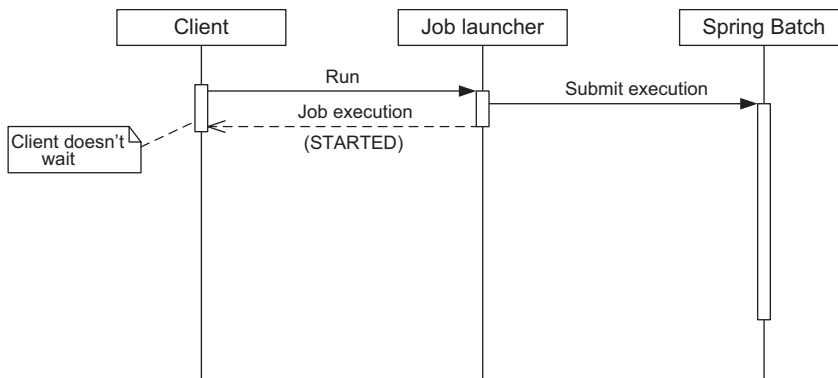 Client
Job launcher
Spring Batch
Run
Submit execution
Job execution
(STARTED)
Client doesn't
wait